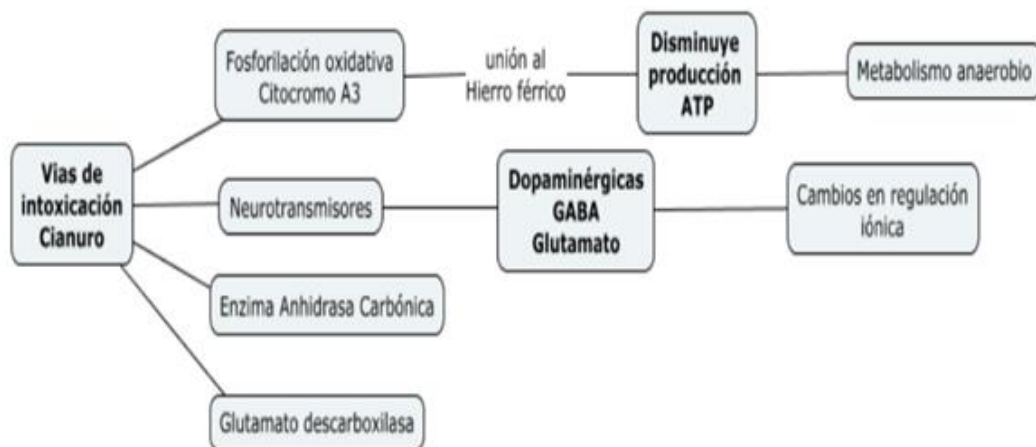 Vias de
intoxicación
Cianuro
Fosforilación oxidativa
Citocromo A3
unión al
Hierro férrico
Disminuye
producción
ATP
Metabolismo anaerobio
Neurotransmisores
Dopaminérgicas
GABA
Glutamato
Cambios en regulación
iónica
Enzima Anhidrasa Carbónica
Glutamato descarboxilasa